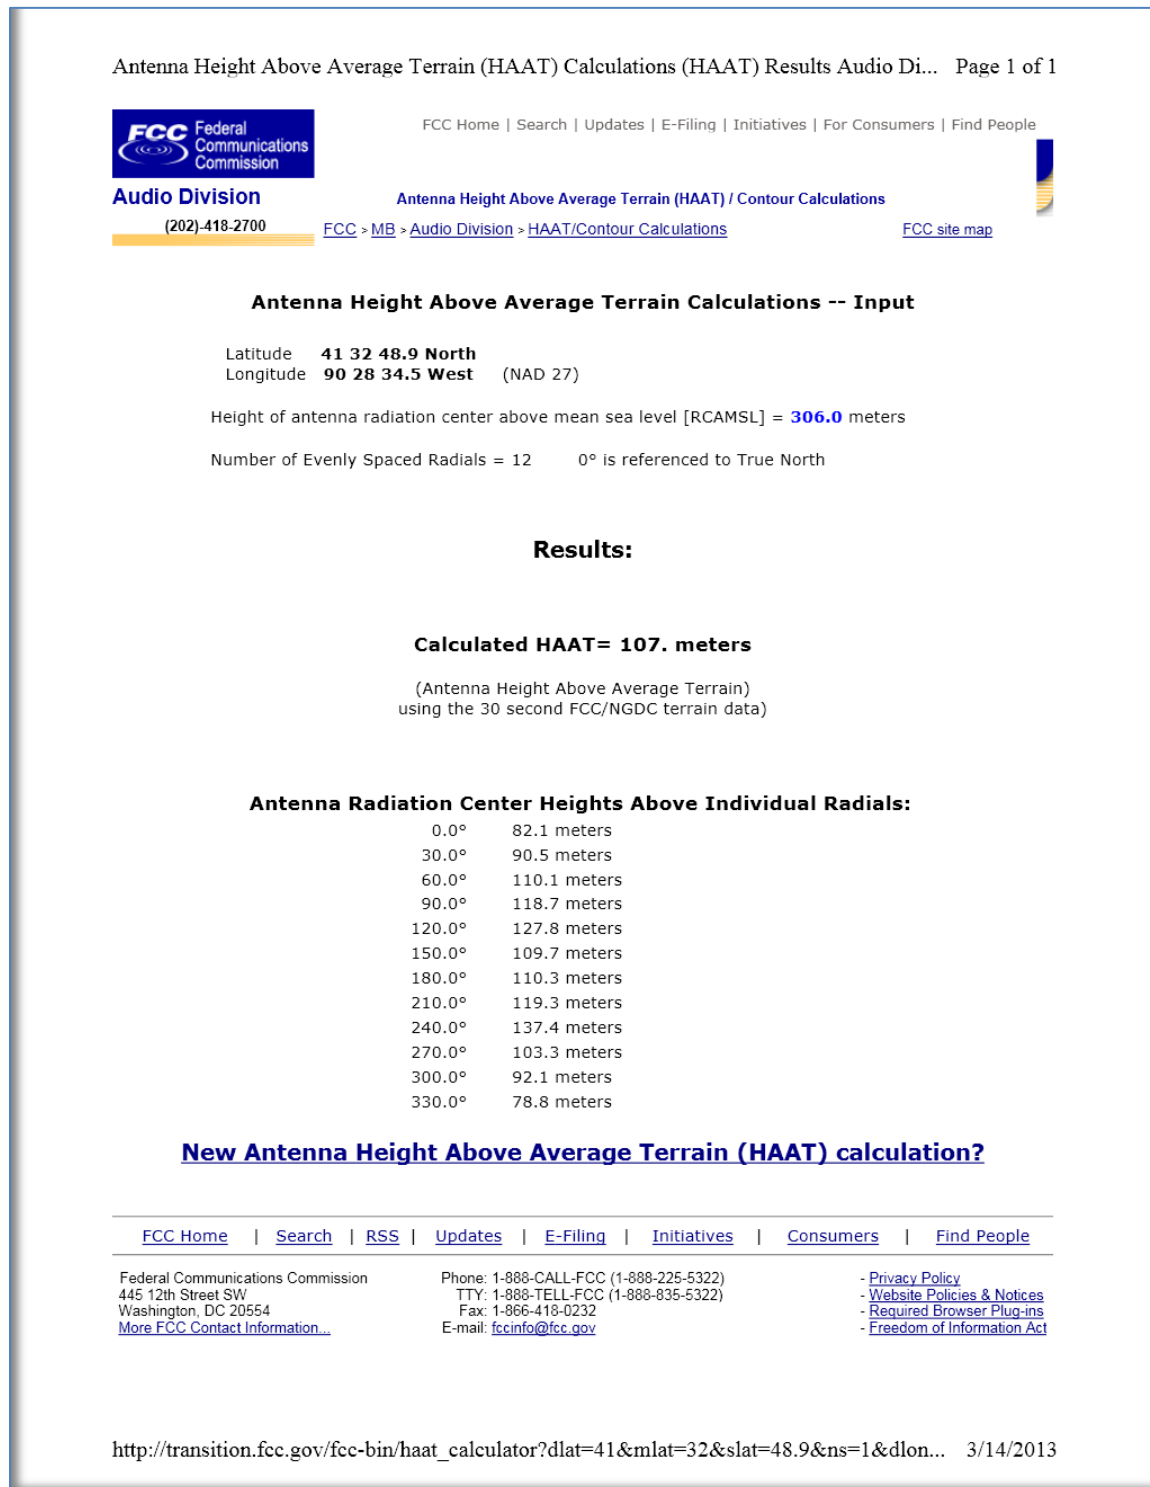 Antenna Height Above Average Terrain (HAAT) Calculations (HAAT) Results Audio Di... Page 1 of 1
FCC Federal Communications Commission
FCC Home | Search | Updates | E-Filing | Initiatives | For Consumers | Find People
Audio Division
Antenna Height Above Average Terrain (HAAT) / Contour Calculations
(202)-418-2700
FCC > MB > Audio Division > HAAT/Contour Calculations FCC site map
Antenna Height Above Average Terrain Calculations -- Input
Latitude 41 32 48.9 North
Longitude 90 28 34.5 West (NAD 27)
Height of antenna radiation center above mean sea level [RCAMSL] = 306.0 meters
Number of Evenly Spaced Radials = 12 0° is referenced to True North
Results:
Calculated HAAT= 107. meters
(Antenna Height Above Average Terrain)
using the 30 second FCC/NGDC terrain data)
Antenna Radiation Center Heights Above Individual Radials:
0.0° 82.1 meters
30.0° 90.5 meters
60.0° 110.1 meters
90.0° 118.7 meters
120.0° 127.8 meters
150.0° 109.7 meters
180.0° 110.3 meters
210.0° 119.3 meters
240.0° 137.4 meters
270.0° 103.3 meters
300.0° 92.1 meters
330.0° 78.8 meters
New Antenna Height Above Average Terrain (HAAT) calculation?
FCC Home | Search | RSS | Updates | E-Filing | Initiatives | Consumers | Find People
Federal Communications Commission Phone: 1-888-CALL-FCC (1-888-225-5322) - Privacy Policy
445 12th Street SW TTY: 1-888-TELL-FCC (1-888-835-5322) - Website Policies & Notices
Washington, DC 20554 Fax: 1-866-418-0232 - Required Browser Plug-ins
More FCC Contact Information... E-mail: fccinfo@fcc.gov - Freedom of Information Act
http://transition.fcc.gov/fcc-bin/haat_calculator?dlat=41&mlat=32&slat=48.9&ns=1&dlon... 3/14/2013